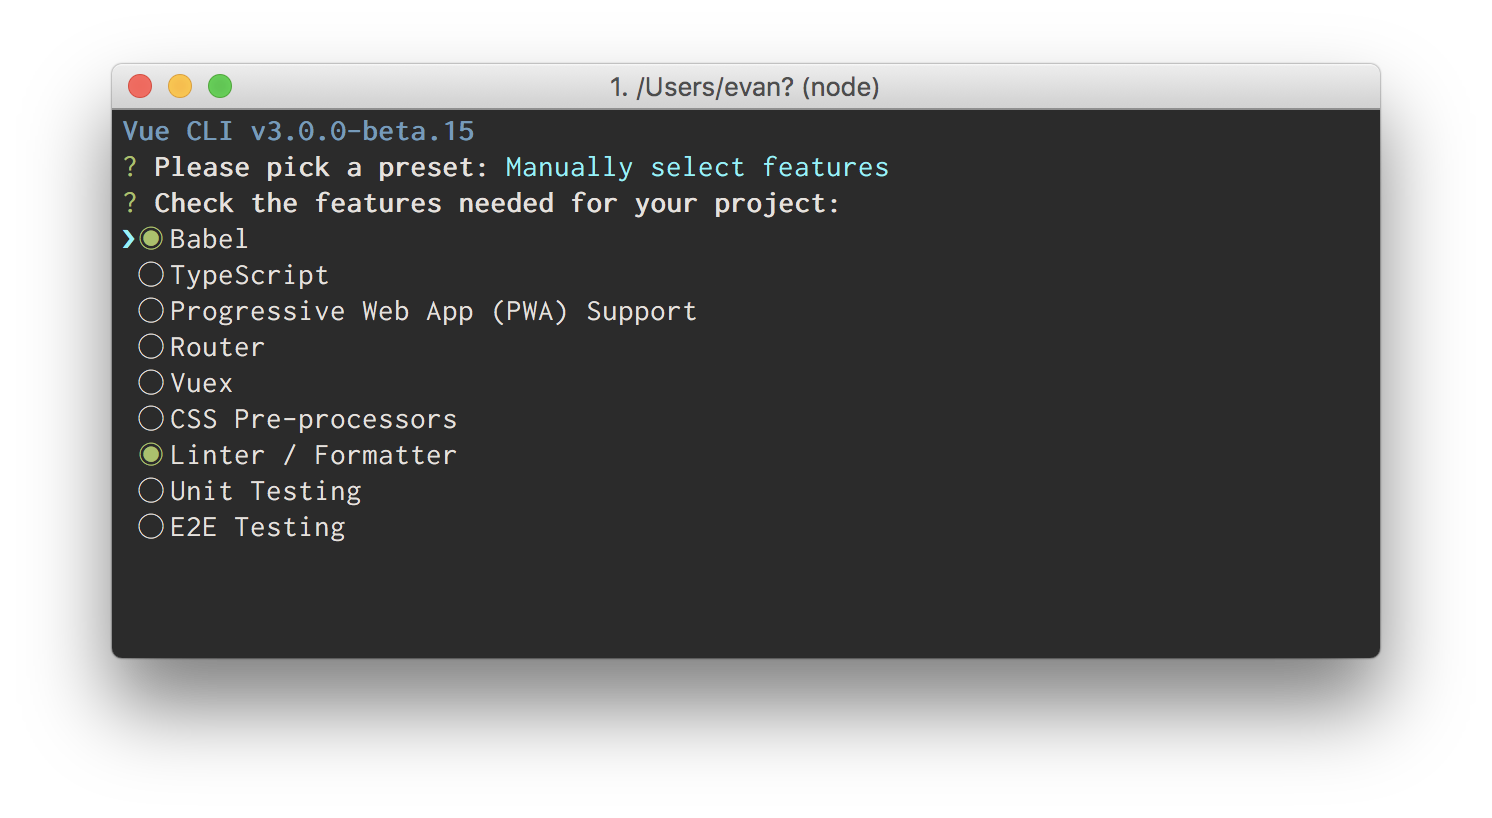 1. /Users/evan? (node)
Vue CLI v3.0.0-beta.15
? Please pick a preset: Manually select features
? Check the features needed for your project:
❯◉ Babel
◯ TypeScript
◯ Progressive Web App (PWA) Support
◯ Router
◯ Vuex
◯ CSS Pre-processors
◉ Linter / Formatter
◯ Unit Testing
◯ E2E Testing